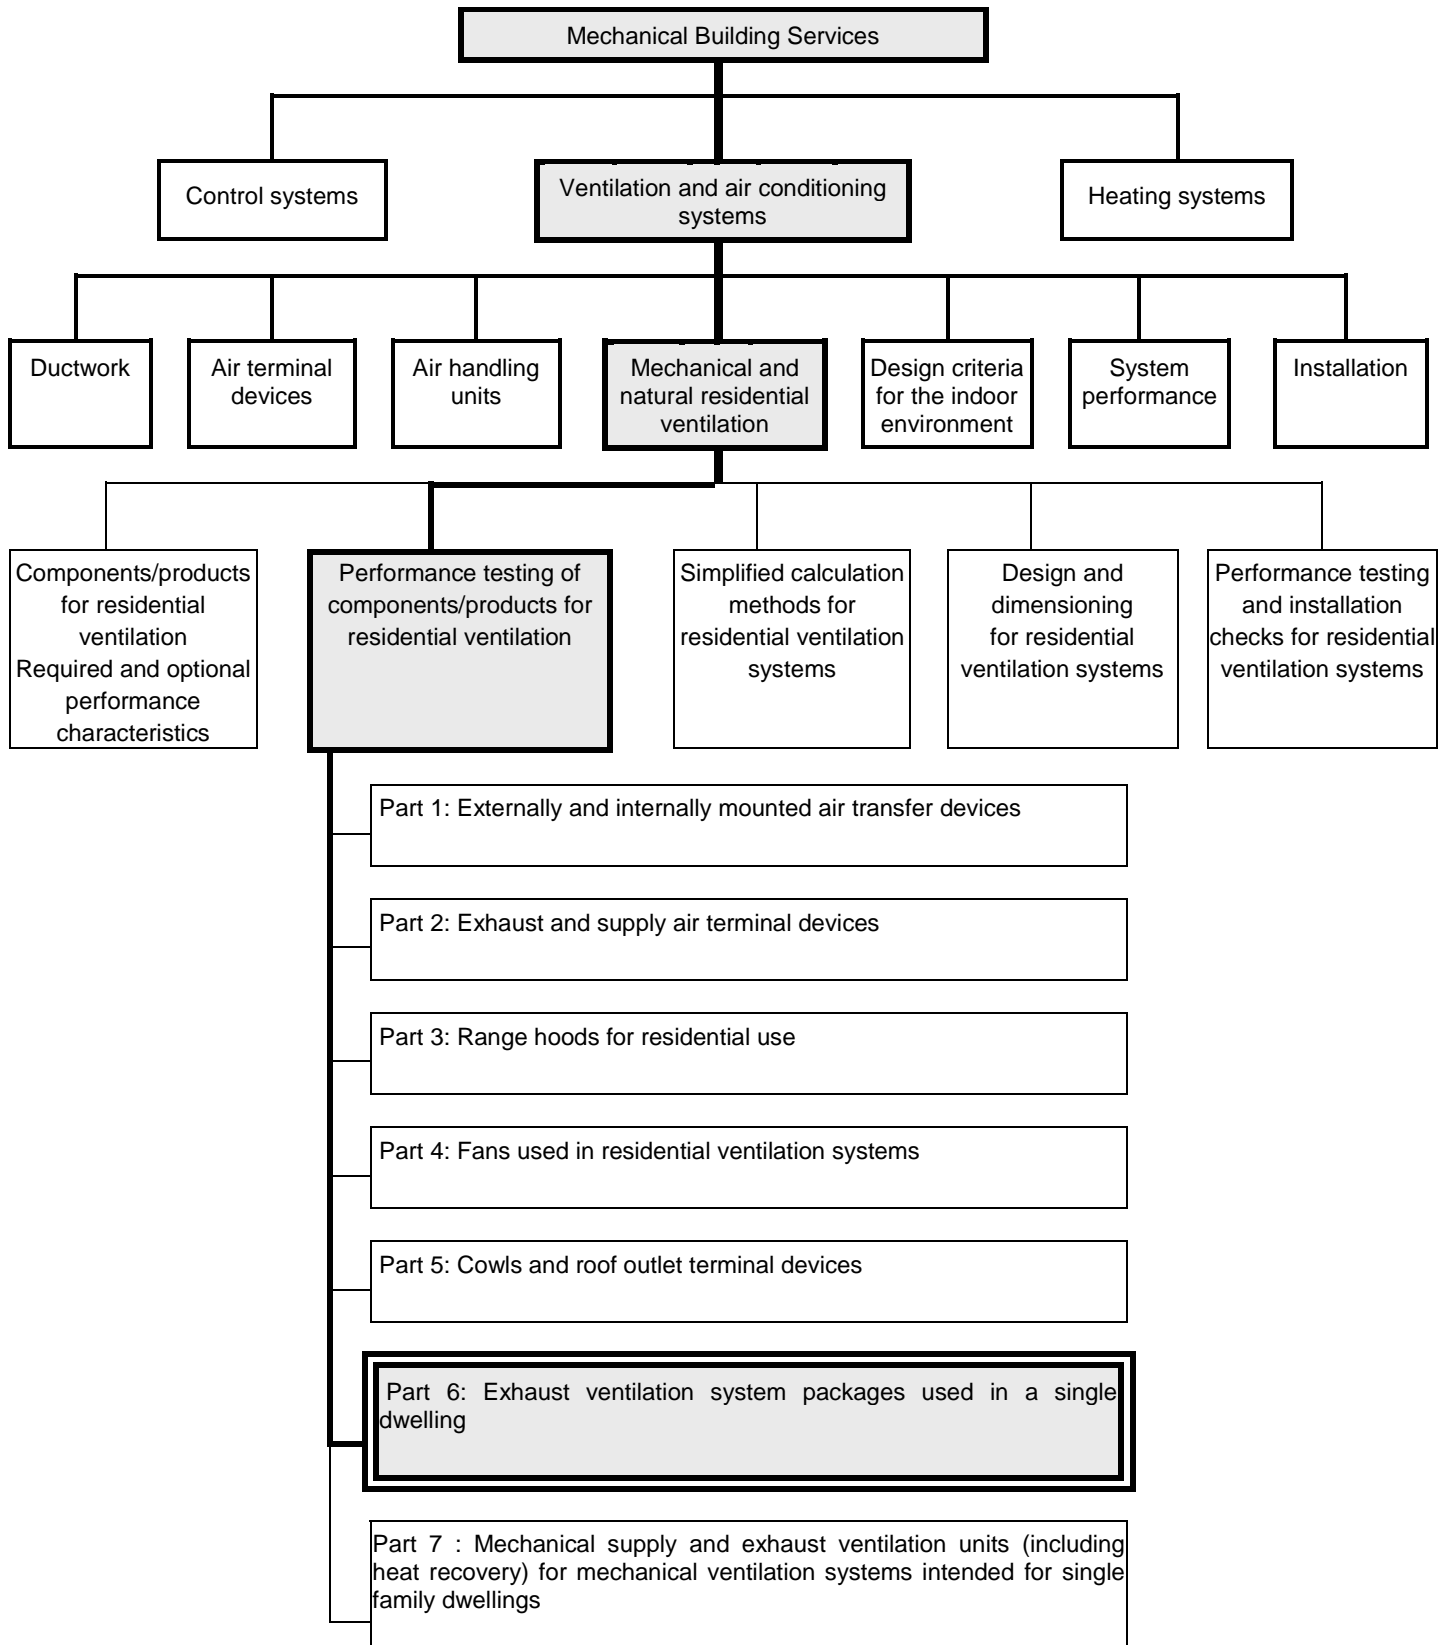 Mechanical Building Services
Control systems
Ventilation and air conditioning
systems
Heating systems
Ductwork
Air terminal
devices
Air handling
units
Mechanical and
natural residential
ventilation
Design criteria
for the indoor
environment
System
performance
Installation
Components/products
for residential
ventilation
Required and optional
performance
characteristics
Performance testing of
components/products for
residential ventilation
Simplified calculation
methods for
residential ventilation
systems
Design and
dimensioning
for residential
ventilation systems
Performance testing
and installation
checks for residential
ventilation systems
Part 1: Externally and internally mounted air transfer devices
Part 2: Exhaust and supply air terminal devices
Part 3: Range hoods for residential use
Part 4: Fans used in residential ventilation systems
Part 5: Cowls and roof outlet terminal devices
Part 6: Exhaust ventilation system packages used in a single
dwelling
Part 7 : Mechanical supply and exhaust ventilation units (including
heat recovery) for mechanical ventilation systems intended for single
family dwellings